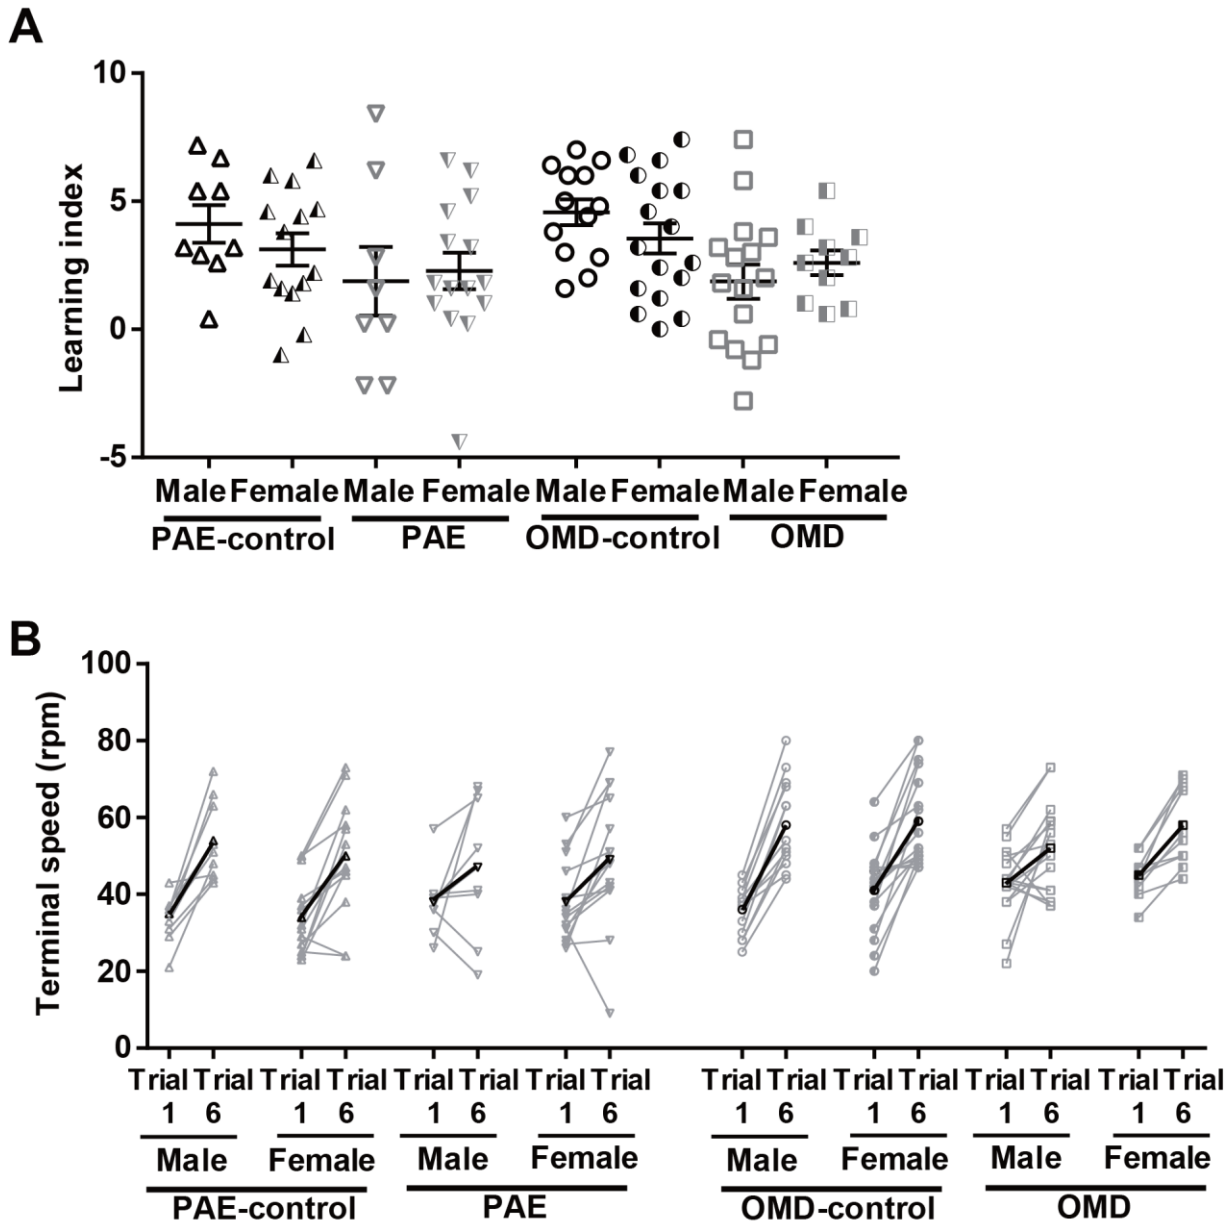 A
10
5
0
-5
Learning index
Male Female Male Female Male Female Male Female
PAE-control PAE OMD-control OMD
B
100
80
60
40
20
0
Terminal speed (rpm)
Trial Trial Trial Trial Trial Trial Trial Trial Trial Trial Trial Trial Trial Trial Trial Trial
1 6 1 6 1 6 1 6 1 6 1 6 1 6 1 6
Male Female Male Female Male Female Male Female
PAE-control PAE OMD-control OMD